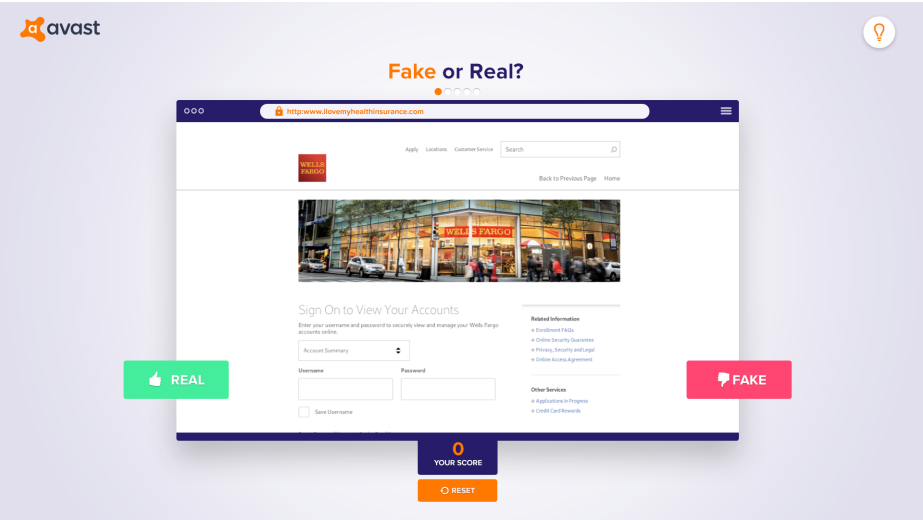 avast
Fake or Real?
http:www.ilovemyhealthinsurance.com
Apply Locations Customer Service Search
WELLS
FARGO
Back to Previous Page Home
WELLS FARGO
Sign On to View Your Accounts
Enter your username and password to securely view and manage your Wells Fargo
accounts online.
Account Summary
Username Password
Save Username
Related Information
Enrollment FAQs
Online Security Guarantee
Privacy, Security and Legal
Online Access Agreement
Other Services
Applications in Progress
Credit Card Rewards
REAL
FAKE
0
YOUR SCORE
RESET